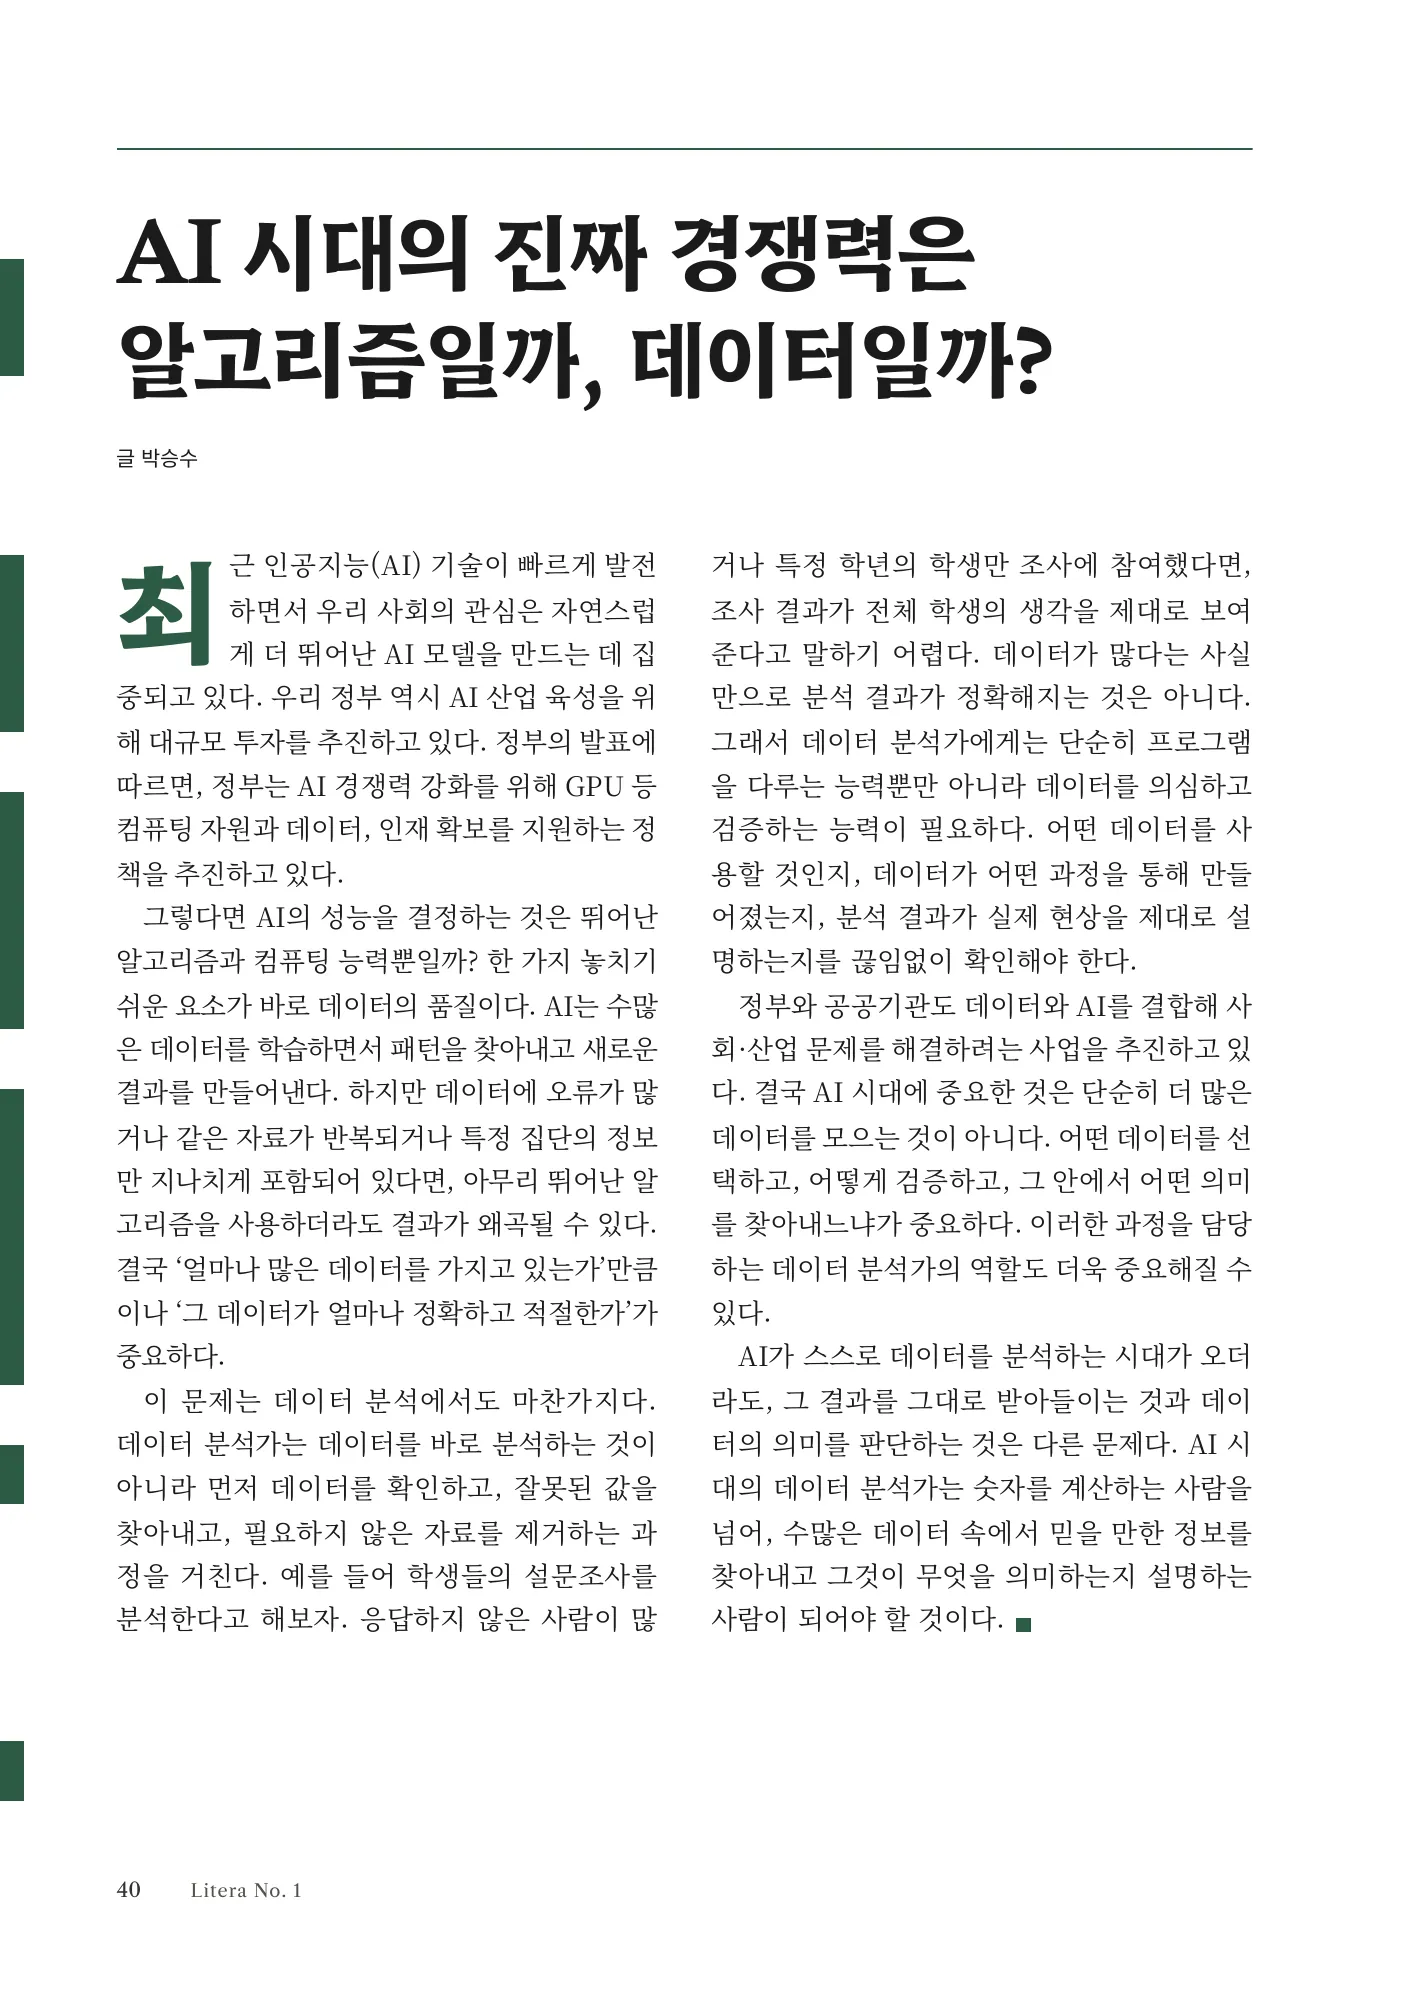 AI 시대의 진짜 경쟁력은
알고리즘일까, 데이터일까?
글 박승수
최근 인공지능(AI) 기술이 빠르게 발전
하면서 우리 사회의 관심은 자연스럽
게 더 뛰어난 AI 모델을 만드는 데 집
중되고 있다. 우리 정부 역시 AI 산업 육성을 위
해 대규모 투자를 추진하고 있다. 정부의 발표에
따르면, 정부는 AI 경쟁력 강화를 위해 GPU 등
컴퓨팅 자원과 데이터, 인재 확보를 지원하는 정
책을 추진하고 있다.
그렇다면 AI의 성능을 결정하는 것은 뛰어난
알고리즘과 컴퓨팅 능력뿐일까? 한 가지 놓치기
쉬운 요소가 바로 데이터의 품질이다. AI는 수많
은 데이터를 학습하면서 패턴을 찾아내고 새로운
결과를 만들어낸다. 하지만 데이터에 오류가 많
거나 같은 자료가 반복되거나 특정 집단의 정보
만 지나치게 포함되어 있다면, 아무리 뛰어난 알
고리즘을 사용하더라도 결과가 왜곡될 수 있다.
결국 ‘얼마나 많은 데이터를 가지고 있는가’만큼
이나 ‘그 데이터가 얼마나 정확하고 적절한가’가
중요하다.
이 문제는 데이터 분석에서도 마찬가지다.
데이터 분석가는 데이터를 바로 분석하는 것이
아니라 먼저 데이터를 확인하고, 잘못된 값을
찾아내고, 필요하지 않은 자료를 제거하는 과
정을 거친다. 예를 들어 학생들의 설문조사를
분석한다고 해보자. 응답하지 않은 사람이 많
거나 특정 학년의 학생만 조사에 참여했다면,
조사 결과가 전체 학생의 생각을 제대로 보여
준다고 말하기 어렵다. 데이터가 많다는 사실
만으로 분석 결과가 정확해지는 것은 아니다.
그래서 데이터 분석가에게는 단순히 프로그램
을 다루는 능력뿐만 아니라 데이터를 의심하고
검증하는 능력이 필요하다. 어떤 데이터를 사
용할 것인지, 데이터가 어떤 과정을 통해 만들
어졌는지, 분석 결과가 실제 현상을 제대로 설
명하는지를 끊임없이 확인해야 한다.
정부와 공공기관도 데이터와 AI를 결합해 사
회·산업 문제를 해결하려는 사업을 추진하고 있
다. 결국 AI 시대에 중요한 것은 단순히 더 많은
데이터를 모으는 것이 아니다. 어떤 데이터를 선
택하고, 어떻게 검증하고, 그 안에서 어떤 의미
를 찾아내느냐가 중요하다. 이러한 과정을 담당
하는 데이터 분석가의 역할도 더욱 중요해질 수
있다.
AI가 스스로 데이터를 분석하는 시대가 오더
라도, 그 결과를 그대로 받아들이는 것과 데이
터의 의미를 판단하는 것은 다른 문제다. AI 시
대의 데이터 분석가는 숫자를 계산하는 사람을
넘어, 수많은 데이터 속에서 믿을 만한 정보를
찾아내고 그것이 무엇을 의미하는지 설명하는
사람이 되어야 할 것이다.
40 Litera No. 1